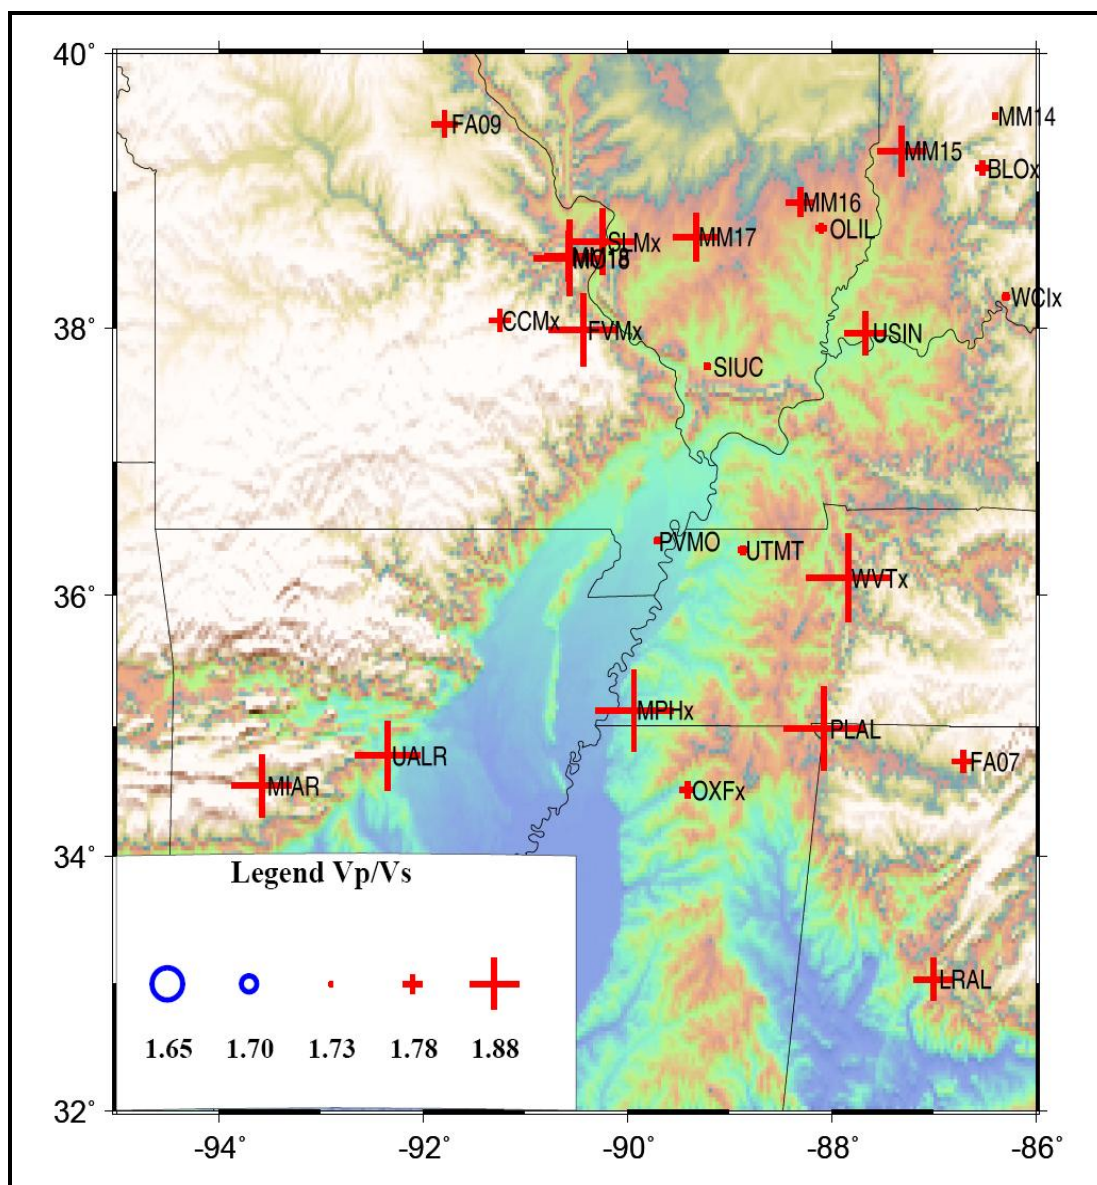 40°
FA09
MM14
MM15
BLOx
MM16
OLIL
SLMx
MM17
WCIx
CCMx
FVMx
USIN
38°
SIUC
PVMO
UTMT
WVTx
36°
MPHx
PLAL
UALR
FA07
MIAR
OXFx
34°
Legend Vp/Vs
LRAL
1.65 1.70 1.73 1.78 1.88
32°
-94° -92° -90° -88° -86°